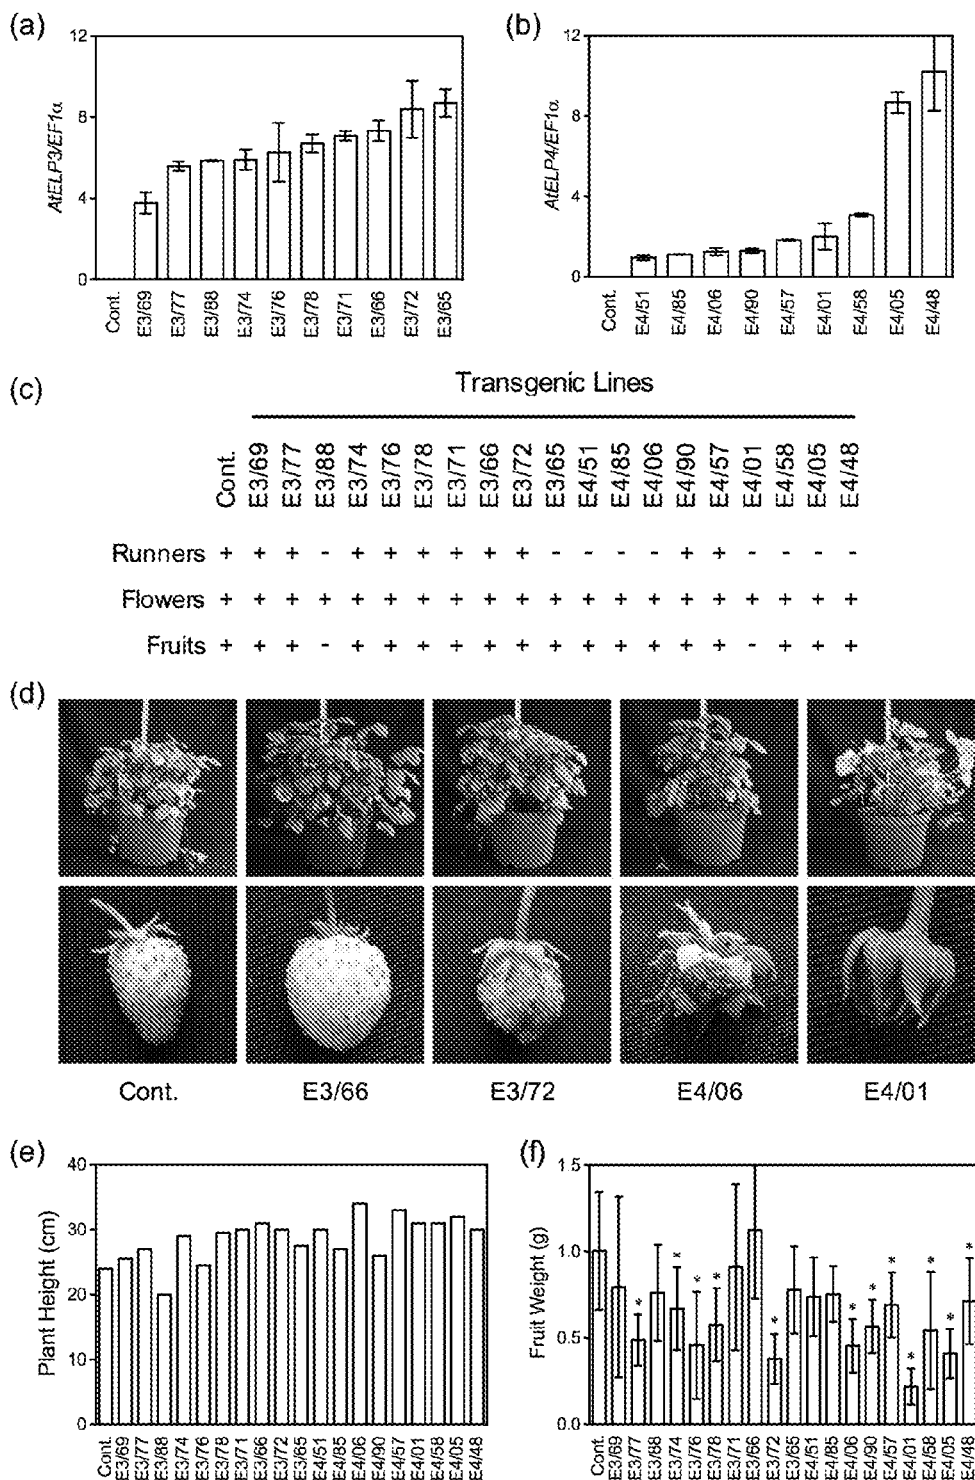 (a)
AtELP3/EF1α
12
8
4
0
Cont. E3/69 E3/77 E3/88 E3/74 E3/76 E3/78 E3/71 E3/66 E3/72 E3/65
(b)
AtELP4/EF1α
12
8
4
0
Cont. E4/51 E4/85 E4/06 E4/90 E4/57 E4/01 E4/58 E4/05 E4/48
(c)
Transgenic Lines
Cont. E3/69 E3/77 E3/88 E3/74 E3/76 E3/78 E3/71 E3/66 E3/72 E3/65 E4/51 E4/85 E4/06 E4/90 E4/57 E4/01 E4/58 E4/05 E4/48
Runners + + + - + + + + + + - - - - + + - - - -
Flowers + + + + + + + + + + + + + + + + + + + +
Fruits + + + - + + + + + + + + + + + + - + + +
(d)
Cont. E3/66 E3/72 E4/06 E4/01
(e)
Plant Height (cm)
40
30
20
10
0
Cont. E3/69 E3/77 E3/88 E3/74 E3/76 E3/78 E3/71 E3/66 E3/72 E3/65 E4/51 E4/85 E4/06 E4/90 E4/57 E4/01 E4/58 E4/05 E4/48
(f)
Fruit Weight (g)
1.5
1.0
0.5
0.0
* * * * * * * * * * * *
Cont. E3/69 E3/77 E3/88 E3/74 E3/76 E3/78 E3/71 E3/66 E3/72 E3/65 E4/51 E4/85 E4/06 E4/90 E4/57 E4/01 E4/58 E4/05 E4/48